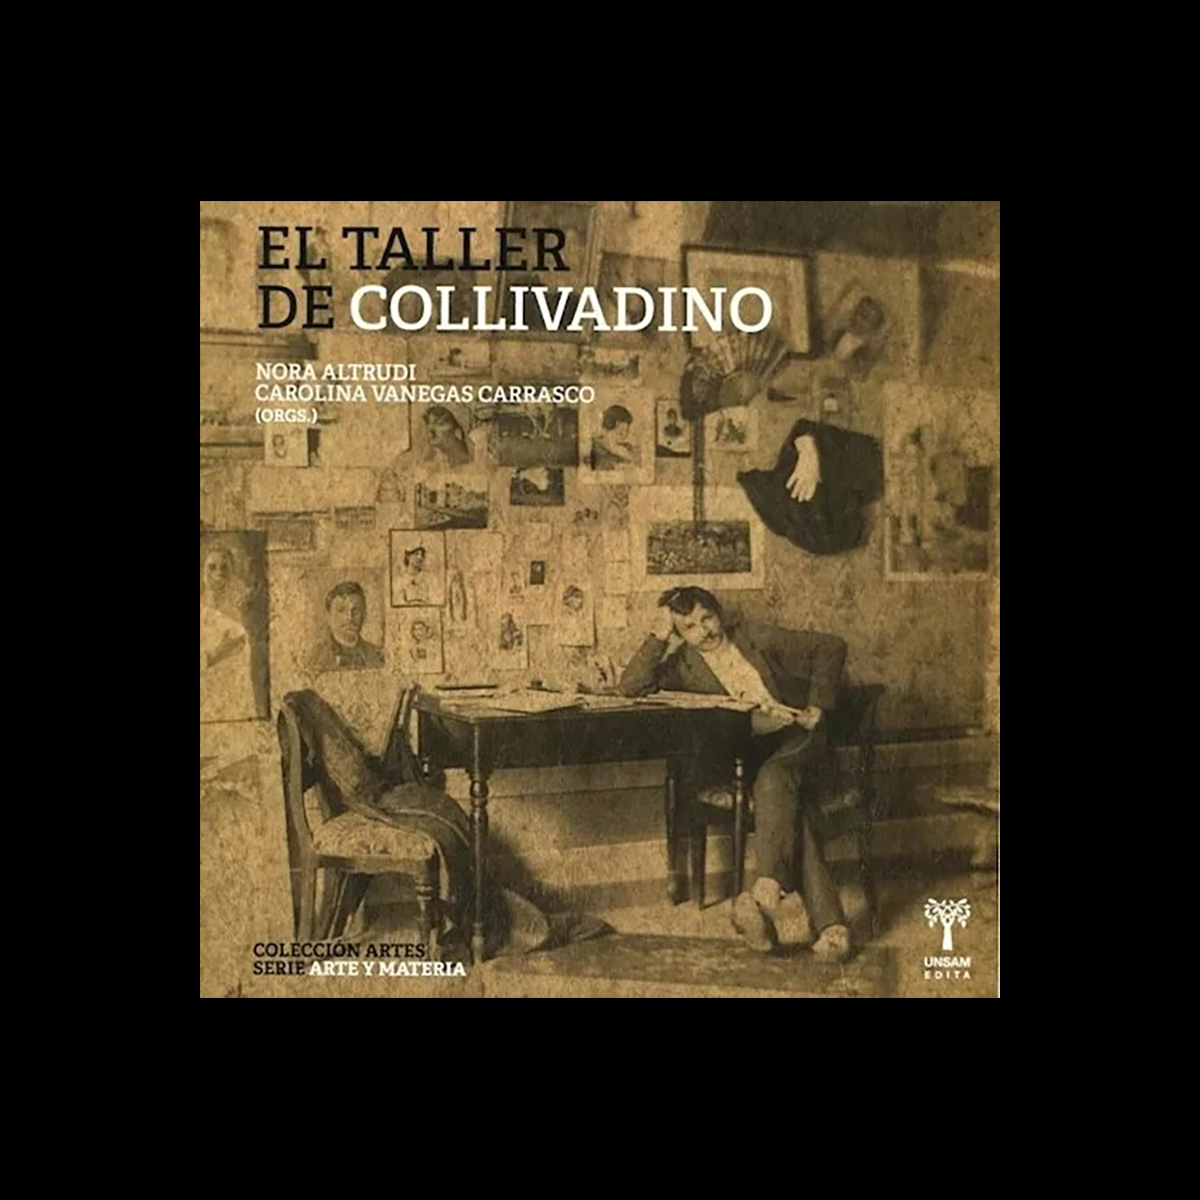 EL TALLER
DE COLLIVADINO
NORA ALTRUDI
CAROLINA VANEGAS CARRASCO
(ORGS.)
COLECCIÓN ARTES
SERIE ARTE Y MATERIA
UNSAM
EDITA